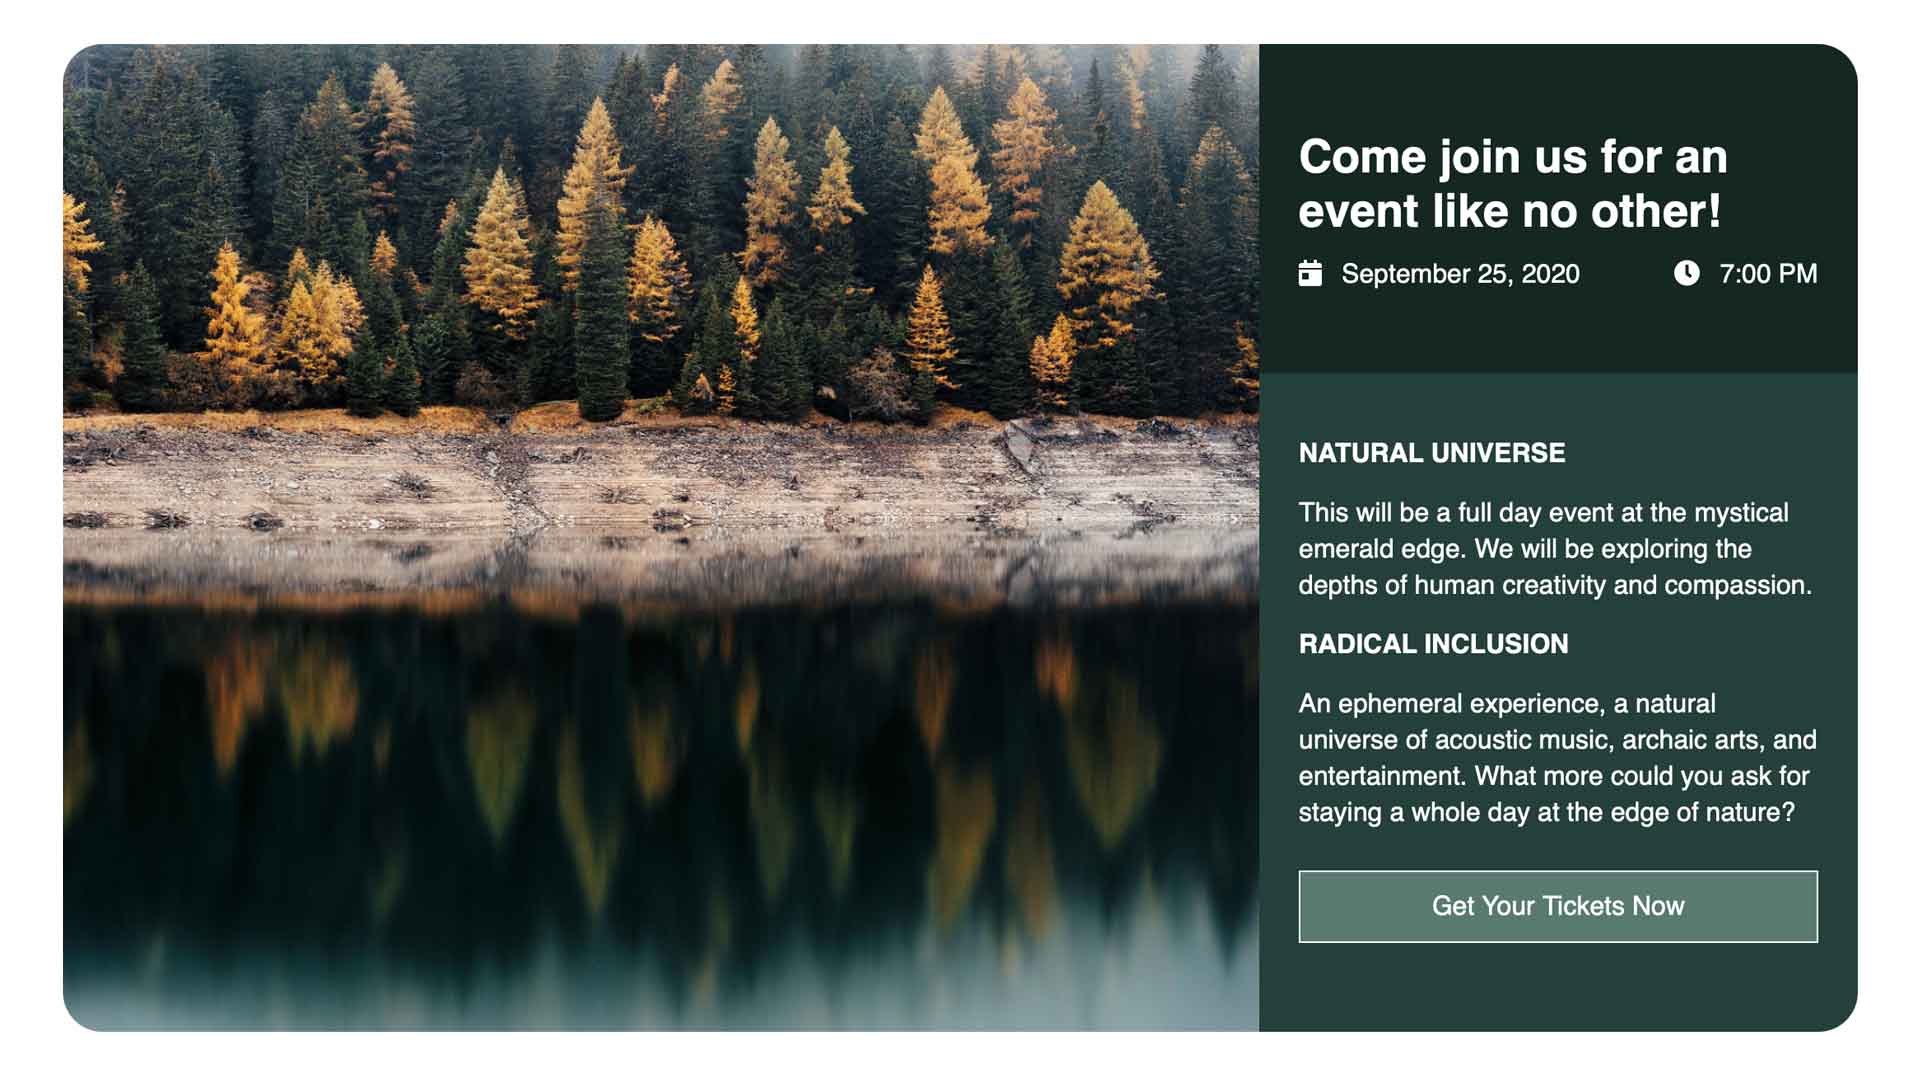 Come join us for an
event like no other!
September 25, 2020 7:00 PM
NATURAL UNIVERSE
This will be a full day event at the mystical
emerald edge. We will be exploring the
depths of human creativity and compassion.
RADICAL INCLUSION
An ephemeral experience, a natural
universe of acoustic music, archaic arts, and
entertainment. What more could you ask for
staying a whole day at the edge of nature?
Get Your Tickets Now